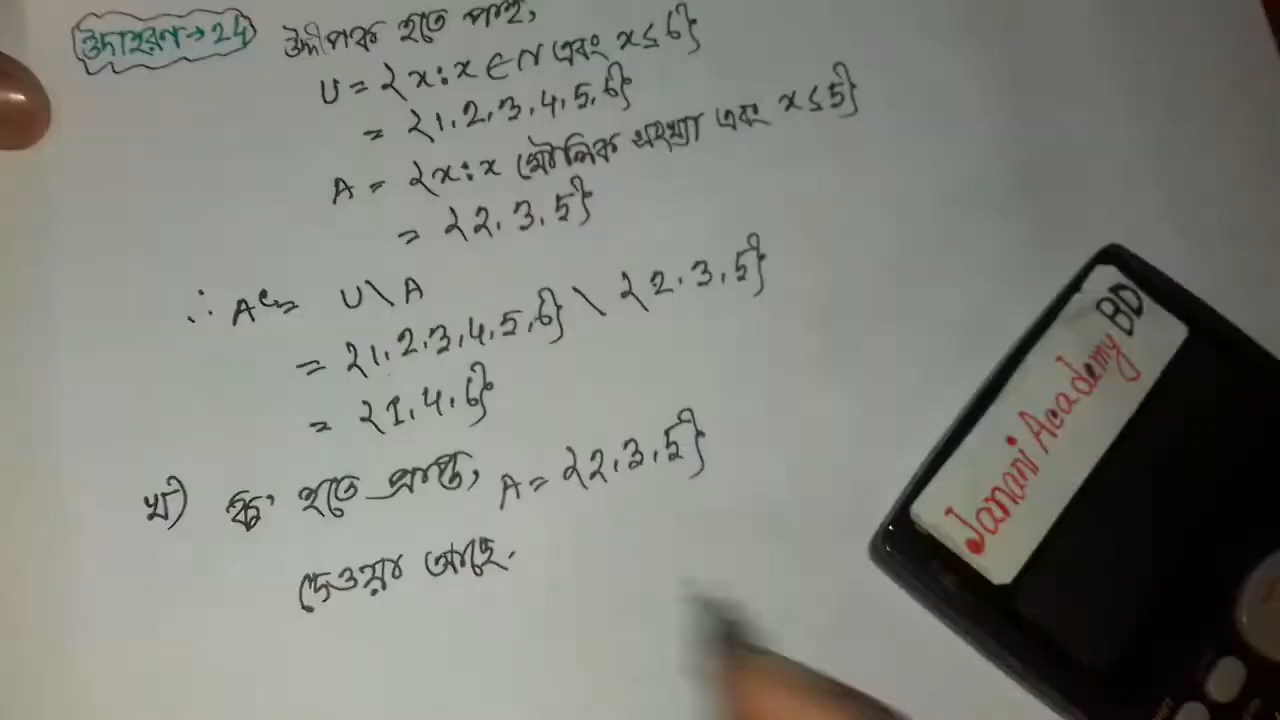 উদাহরণ→24 উদ্দীপক হতে পাই,
U = {x : x ∈ N এবং x ≤ 6}
= {1, 2, 3, 4, 5, 6}
A = {x : x মৌলিক সংখ্যা এবং x ≤ 5}
= {2, 3, 5}
∴ Aᶜ = U \ A
= {1, 2, 3, 4, 5, 6} \ {2, 3, 5}
= {1, 4, 6}
খ) 'ক' হতে প্রাপ্ত, A = {2, 3, 5}
দেওয়া আছে,
Janani Academy BD